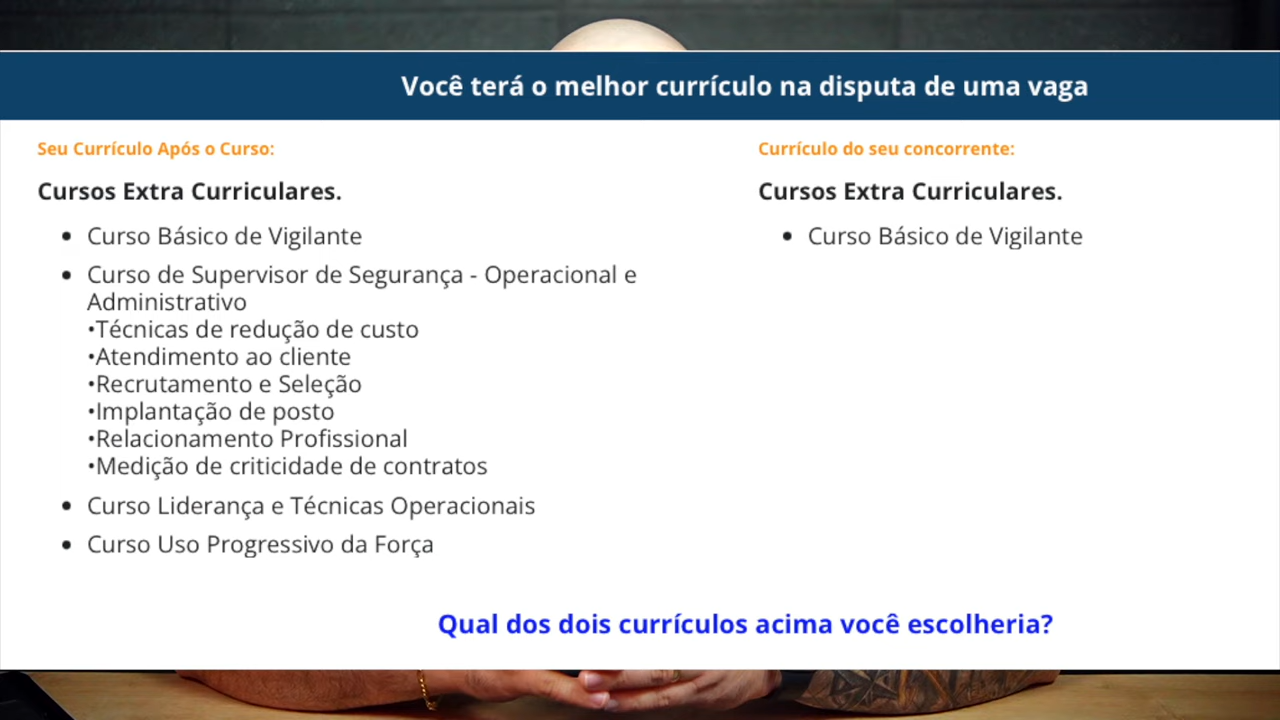 Você terá o melhor currículo na disputa de uma vaga
Seu Currículo Após o Curso:
Cursos Extra Curriculares.
• Curso Básico de Vigilante
• Curso de Supervisor de Segurança - Operacional e
Administrativo
•Técnicas de redução de custo
•Atendimento ao cliente
•Recrutamento e Seleção
•Implantação de posto
•Relacionamento Profissional
•Medição de criticidade de contratos
• Curso Liderança e Técnicas Operacionais
• Curso Uso Progressivo da Força
Currículo do seu concorrente:
Cursos Extra Curriculares.
• Curso Básico de Vigilante
Qual dos dois currículos acima você escolheria?